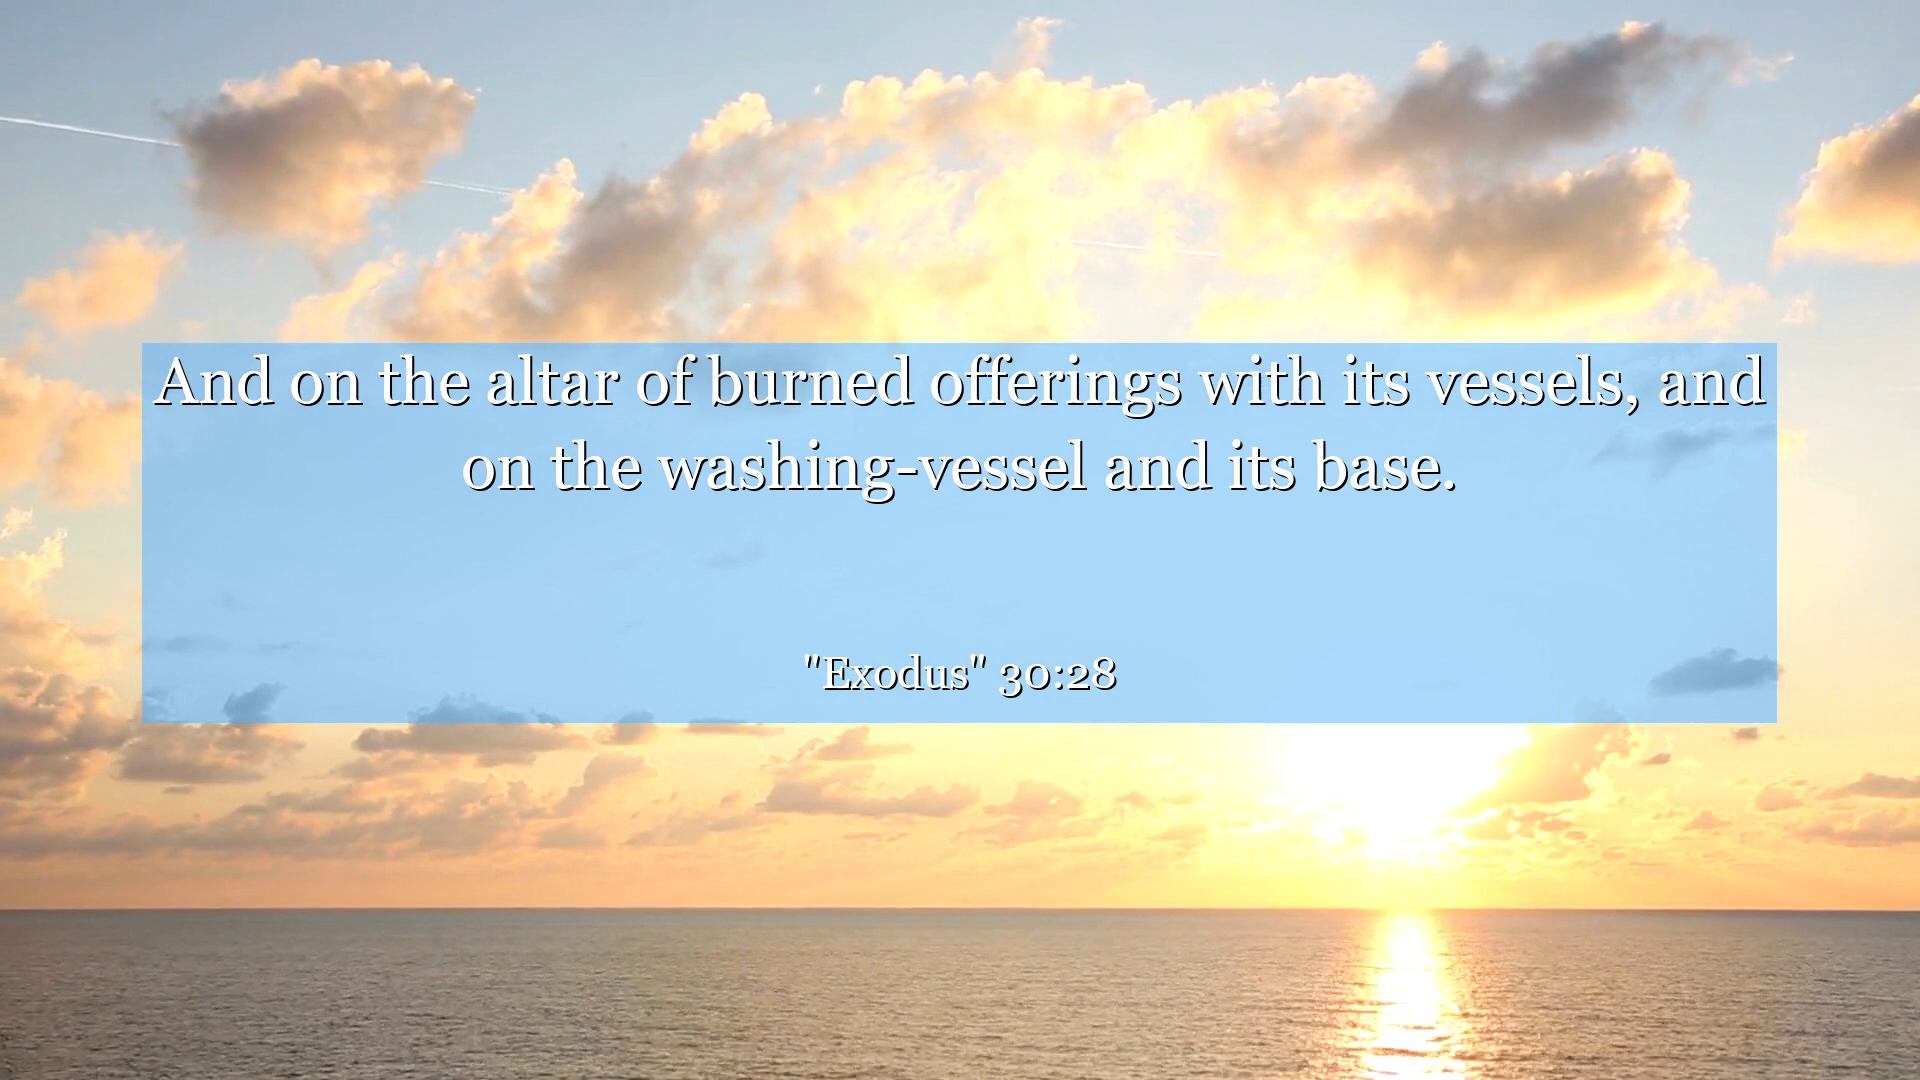 And on the altar of burned offerings with its vessels, and
on the washing-vessel and its base.
"Exodus" 30:28